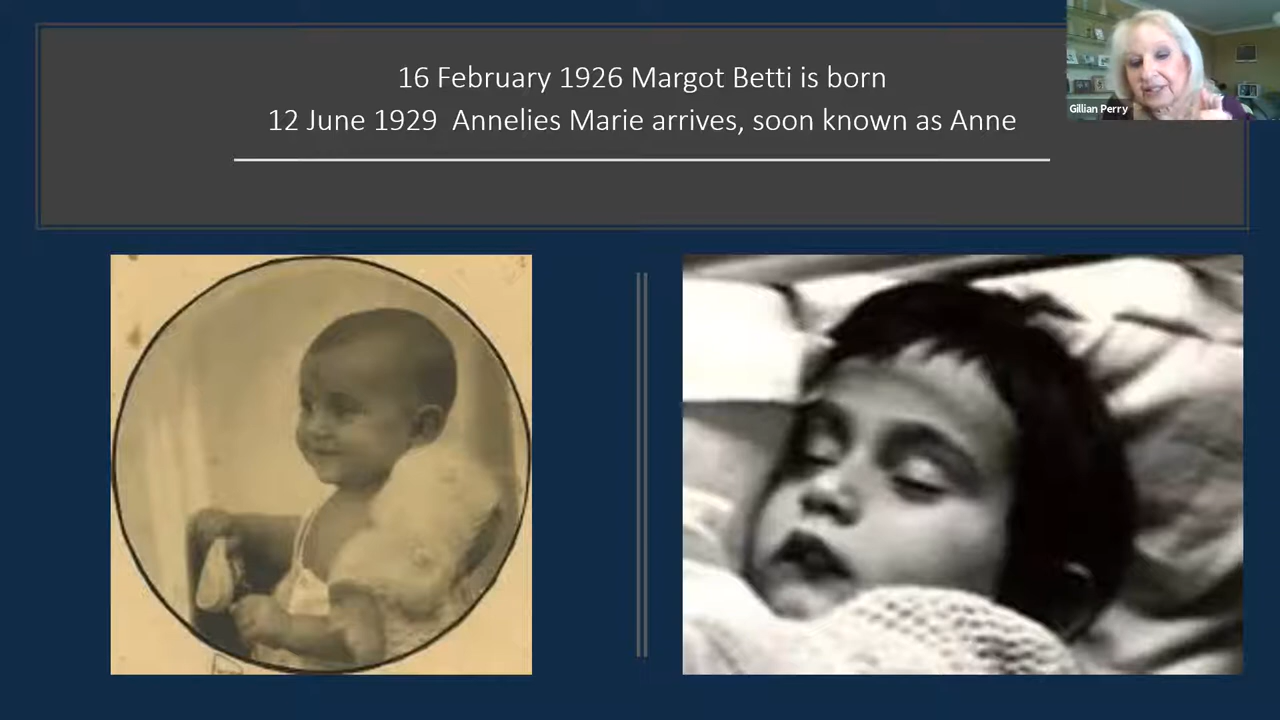 16 February 1926 Margot Betti is born
12 June 1929 Annelies Marie arrives, soon known as Anne
Gillian Perry